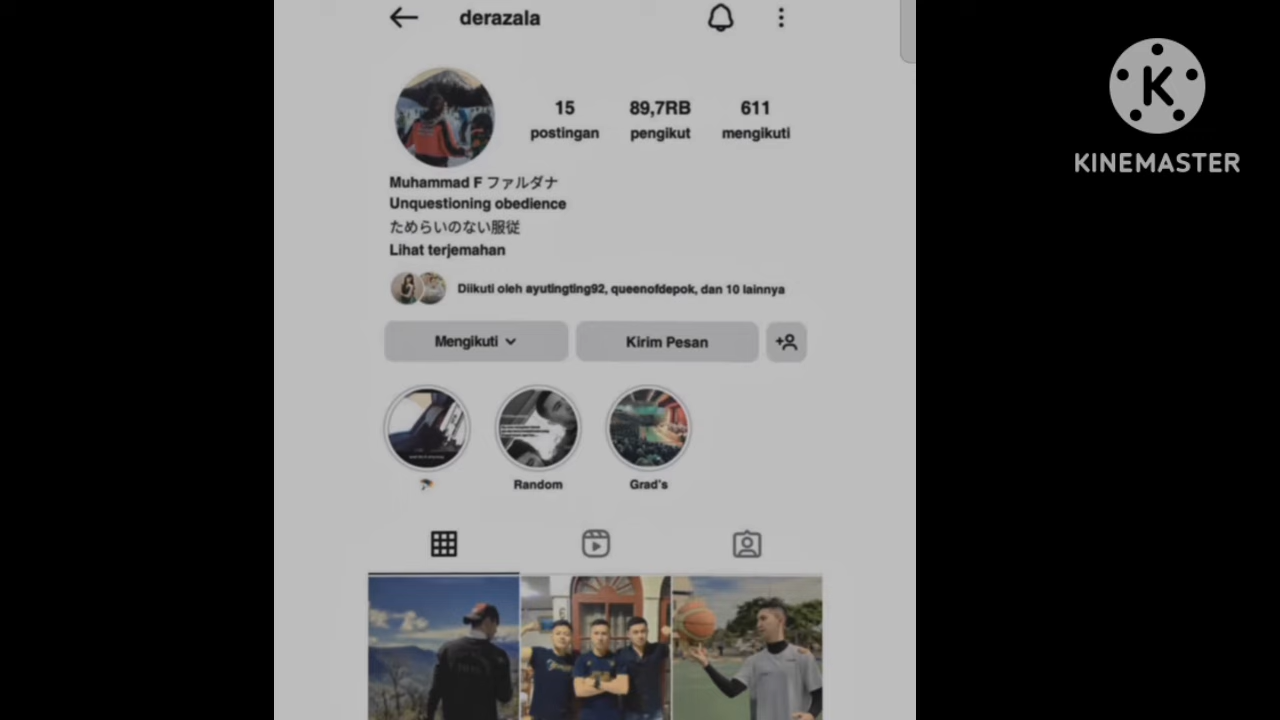 derazala
15 89,7RB 611
postingan pengikut mengikuti
Muhammad F ファルダナ
Unquestioning obedience
ためらいのない服従
Lihat terjemahan
Diikuti oleh ayutingting92, queenofdepok, dan 10 lainnya
Mengikuti Kirim Pesan
Random Grad's
K
KINEMASTER